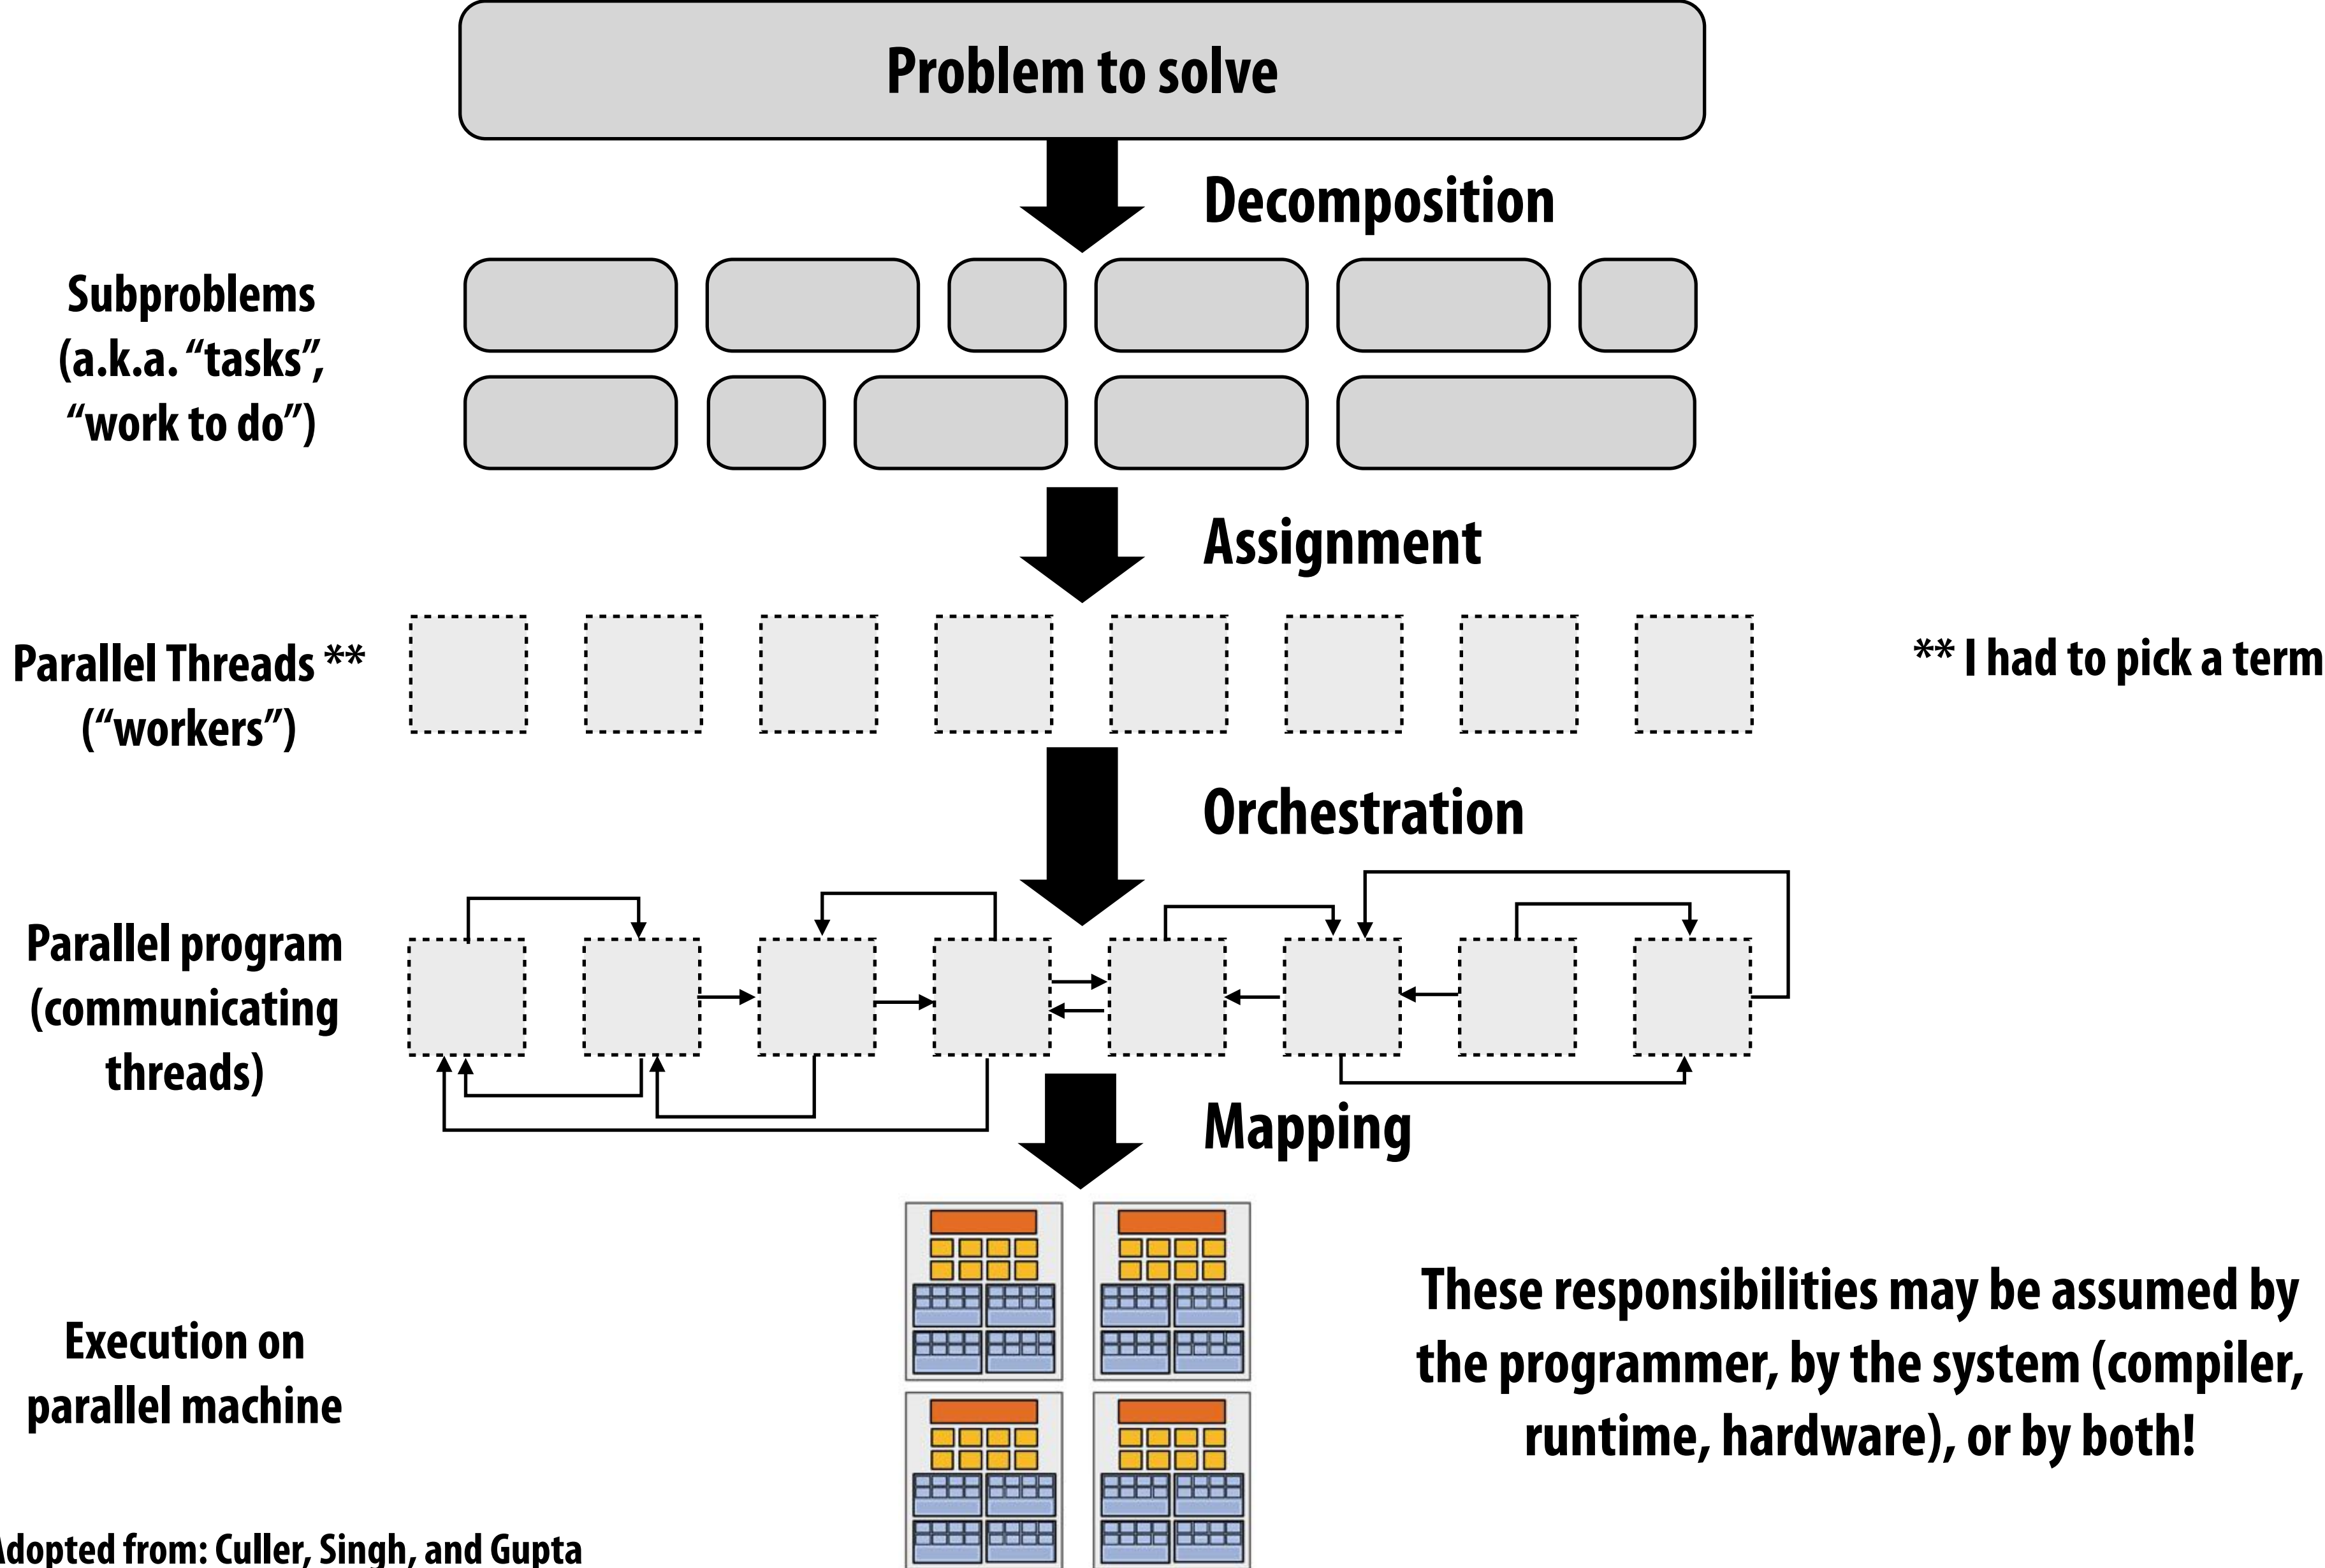 Problem to solve
Decomposition
Subproblems
(a.k.a. “tasks”,
“work to do”)
Assignment
Parallel Threads **
(“workers”)
** I had to pick a term
Orchestration
Parallel program
(communicating
threads)
Mapping
Execution on
parallel machine
These responsibilities may be assumed by
the programmer, by the system (compiler,
runtime, hardware), or by both!
Adopted from: Culler, Singh, and Gupta